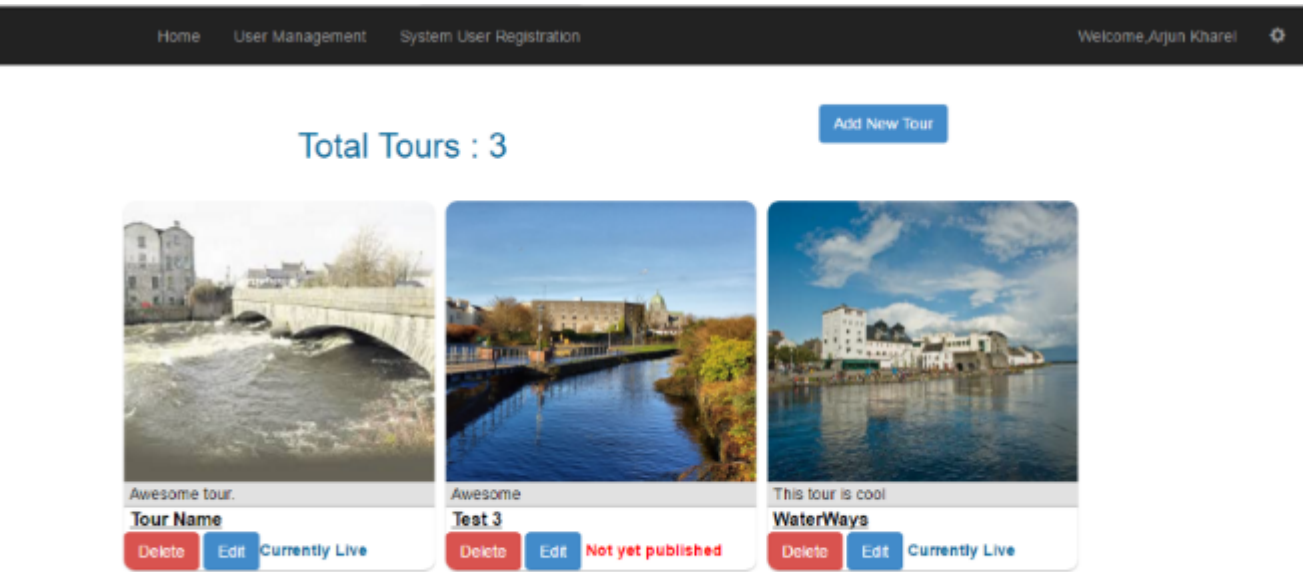 Home User Management System User Registration Welcome,Arjun Kharel
Total Tours : 3
Add New Tour
Awesome tour.
Tour Name
Delete Edit Currently Live
Awesome
Test 3
Delete Edit Not yet published
This tour is cool
WaterWays
Delete Edit Currently Live